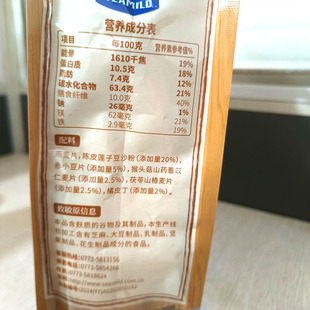 SEAMILD
营养成分表
项目 每100克 营养素参考值%
能量 1610千焦 19%
蛋白质 10.5克 18%
脂肪 7.4克 12%
碳水化合物 63.4克 21%
膳食纤维 10.0克 40%
钠 26毫克 1%
镁 62毫克 21%
铁 2.9毫克 19%
配料
燕麦片，陈皮莲子豆沙粉（添加量20%），
赤小豆片（添加量5%），猴头菇山药薏苡
仁麦片（添加量2.5%），茯苓山楂麦片
（添加量2.5%），橘皮丁（添加量2%）
致敏原信息
本品含麸质的谷物及其制品，本生产线
也加工含有芝麻，大豆制品、乳制品、坚
果制品、花生制品成分的食品。
0773-5813156
0773-5854266
0773-5818624
http://www.seamild.com.cn